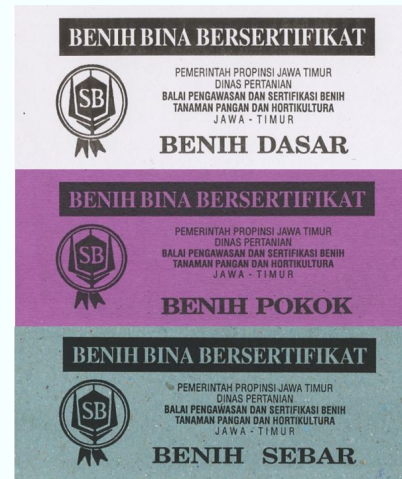 BENIH BINA BERSERTIFIKAT
SB
PEMERINTAH PROPINSI JAWA TIMUR
DINAS PERTANIAN
BALAI PENGAWASAN DAN SERTIFIKASI BENIH
TANAMAN PANGAN DAN HORTIKULTURA
JAWA - TIMUR
BENIH DASAR
BENIH BINA BERSERTIFIKAT
SB
PEMERINTAH PROPINSI JAWA TIMUR
DINAS PERTANIAN
BALAI PENGAWASAN DAN SERTIFIKASI BENIH
TANAMAN PANGAN DAN HORTIKULTURA
JAWA - TIMUR
BENIH POKOK
BENIH BINA BERSERTIFIKAT
SB
PEMERINTAH PROPINSI JAWA TIMUR
DINAS PERTANIAN
BALAI PENGAWASAN DAN SERTIFIKASI BENIH
TANAMAN PANGAN DAN HORTIKULTURA
JAWA - TIMUR
BENIH SEBAR